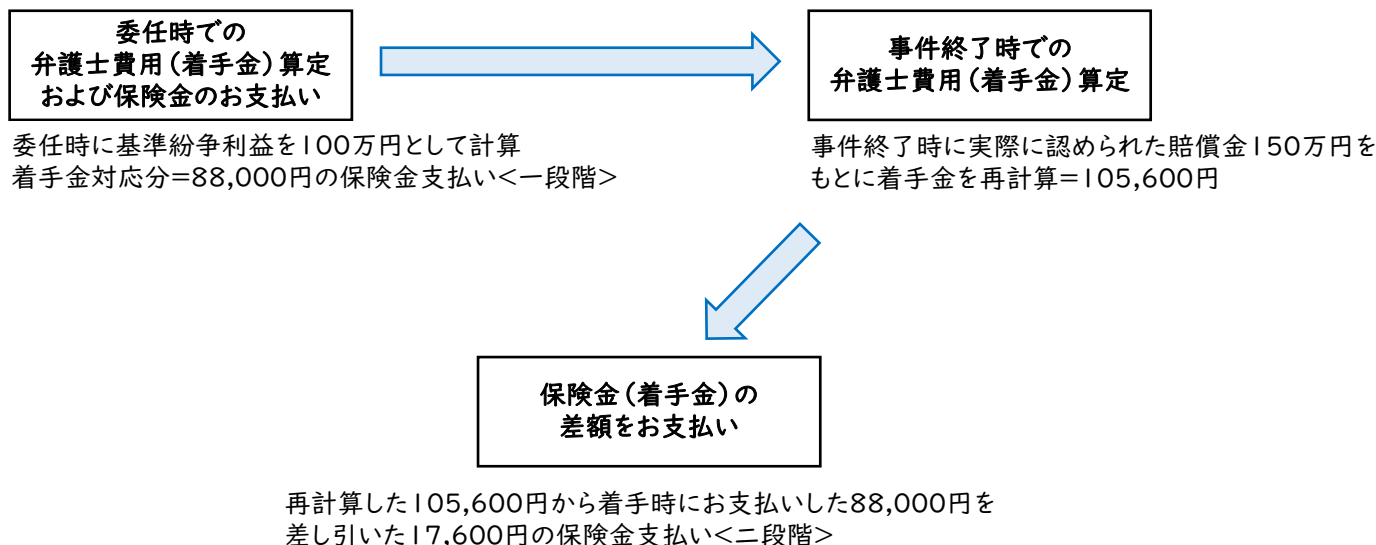 委任時での
弁護士費用(着手金)算定
および保険金のお支払い
事件終了時での
弁護士費用(着手金)算定
委任時に基準紛争利益を100万円として計算
着手金対応分=88,000円の保険金支払い<一段階>
事件終了時に実際に認められた賠償金150万円を
もとに着手金を再計算=105,600円
保険金(着手金)の
差額をお支払い
再計算した105,600円から着手時にお支払いした88,000円を
差し引いた17,600円の保険金支払い<二段階>